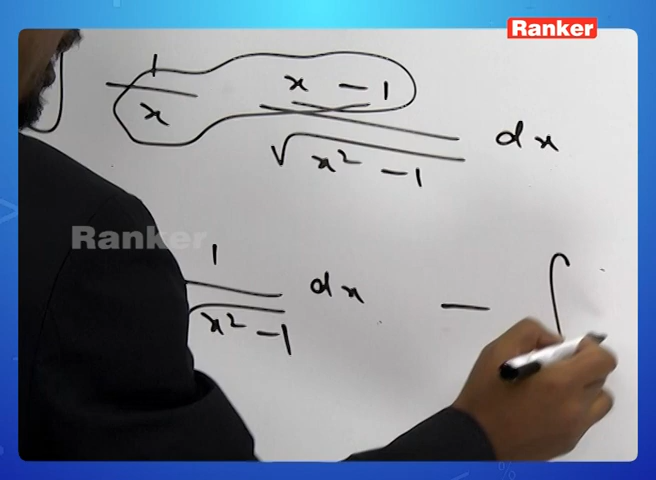 Ranker
∫ 1/x (x - 1)/√(x² - 1) dx
Ranker
1/√(x² - 1) dx - ∫